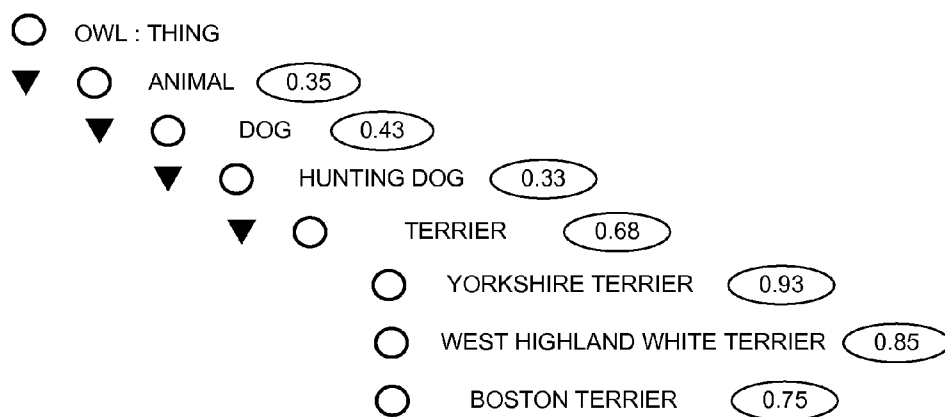 OWL : THING
ANIMAL 0.35
DOG 0.43
HUNTING DOG 0.33
TERRIER 0.68
YORKSHIRE TERRIER 0.93
WEST HIGHLAND WHITE TERRIER 0.85
BOSTON TERRIER 0.75